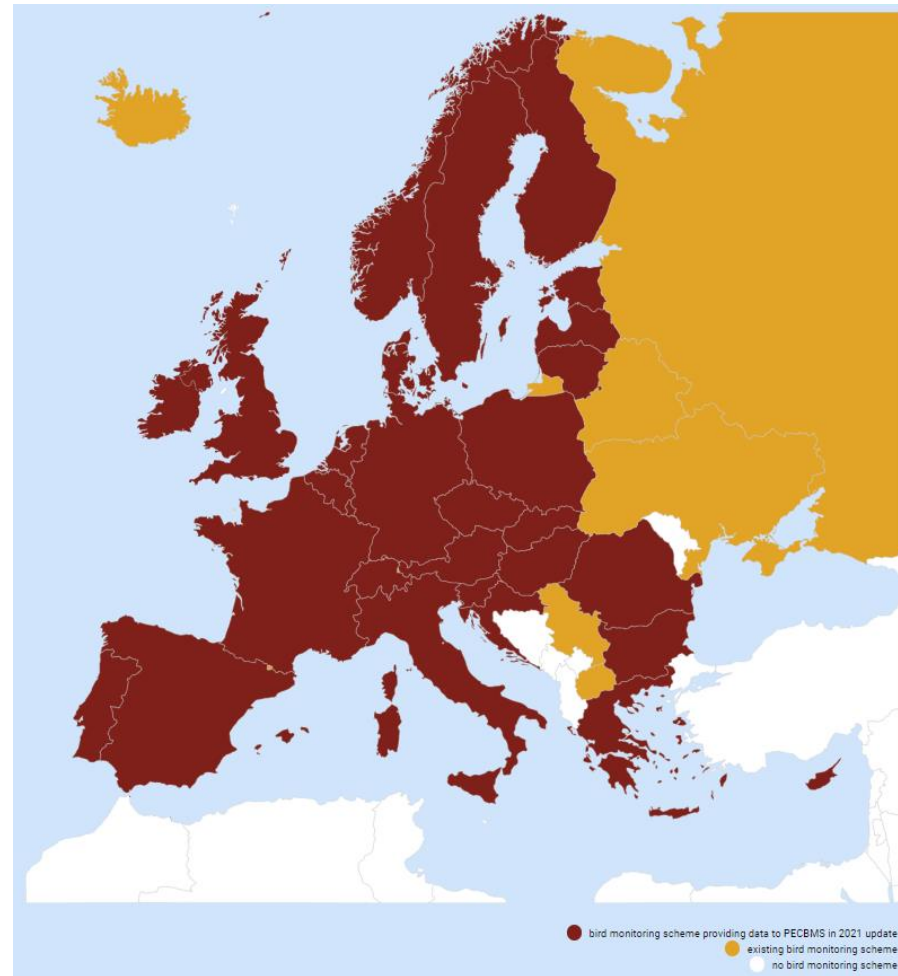 bird monitoring scheme providing data to PECBMS in 2021 update
existing bird monitoring scheme
no bird monitoring scheme